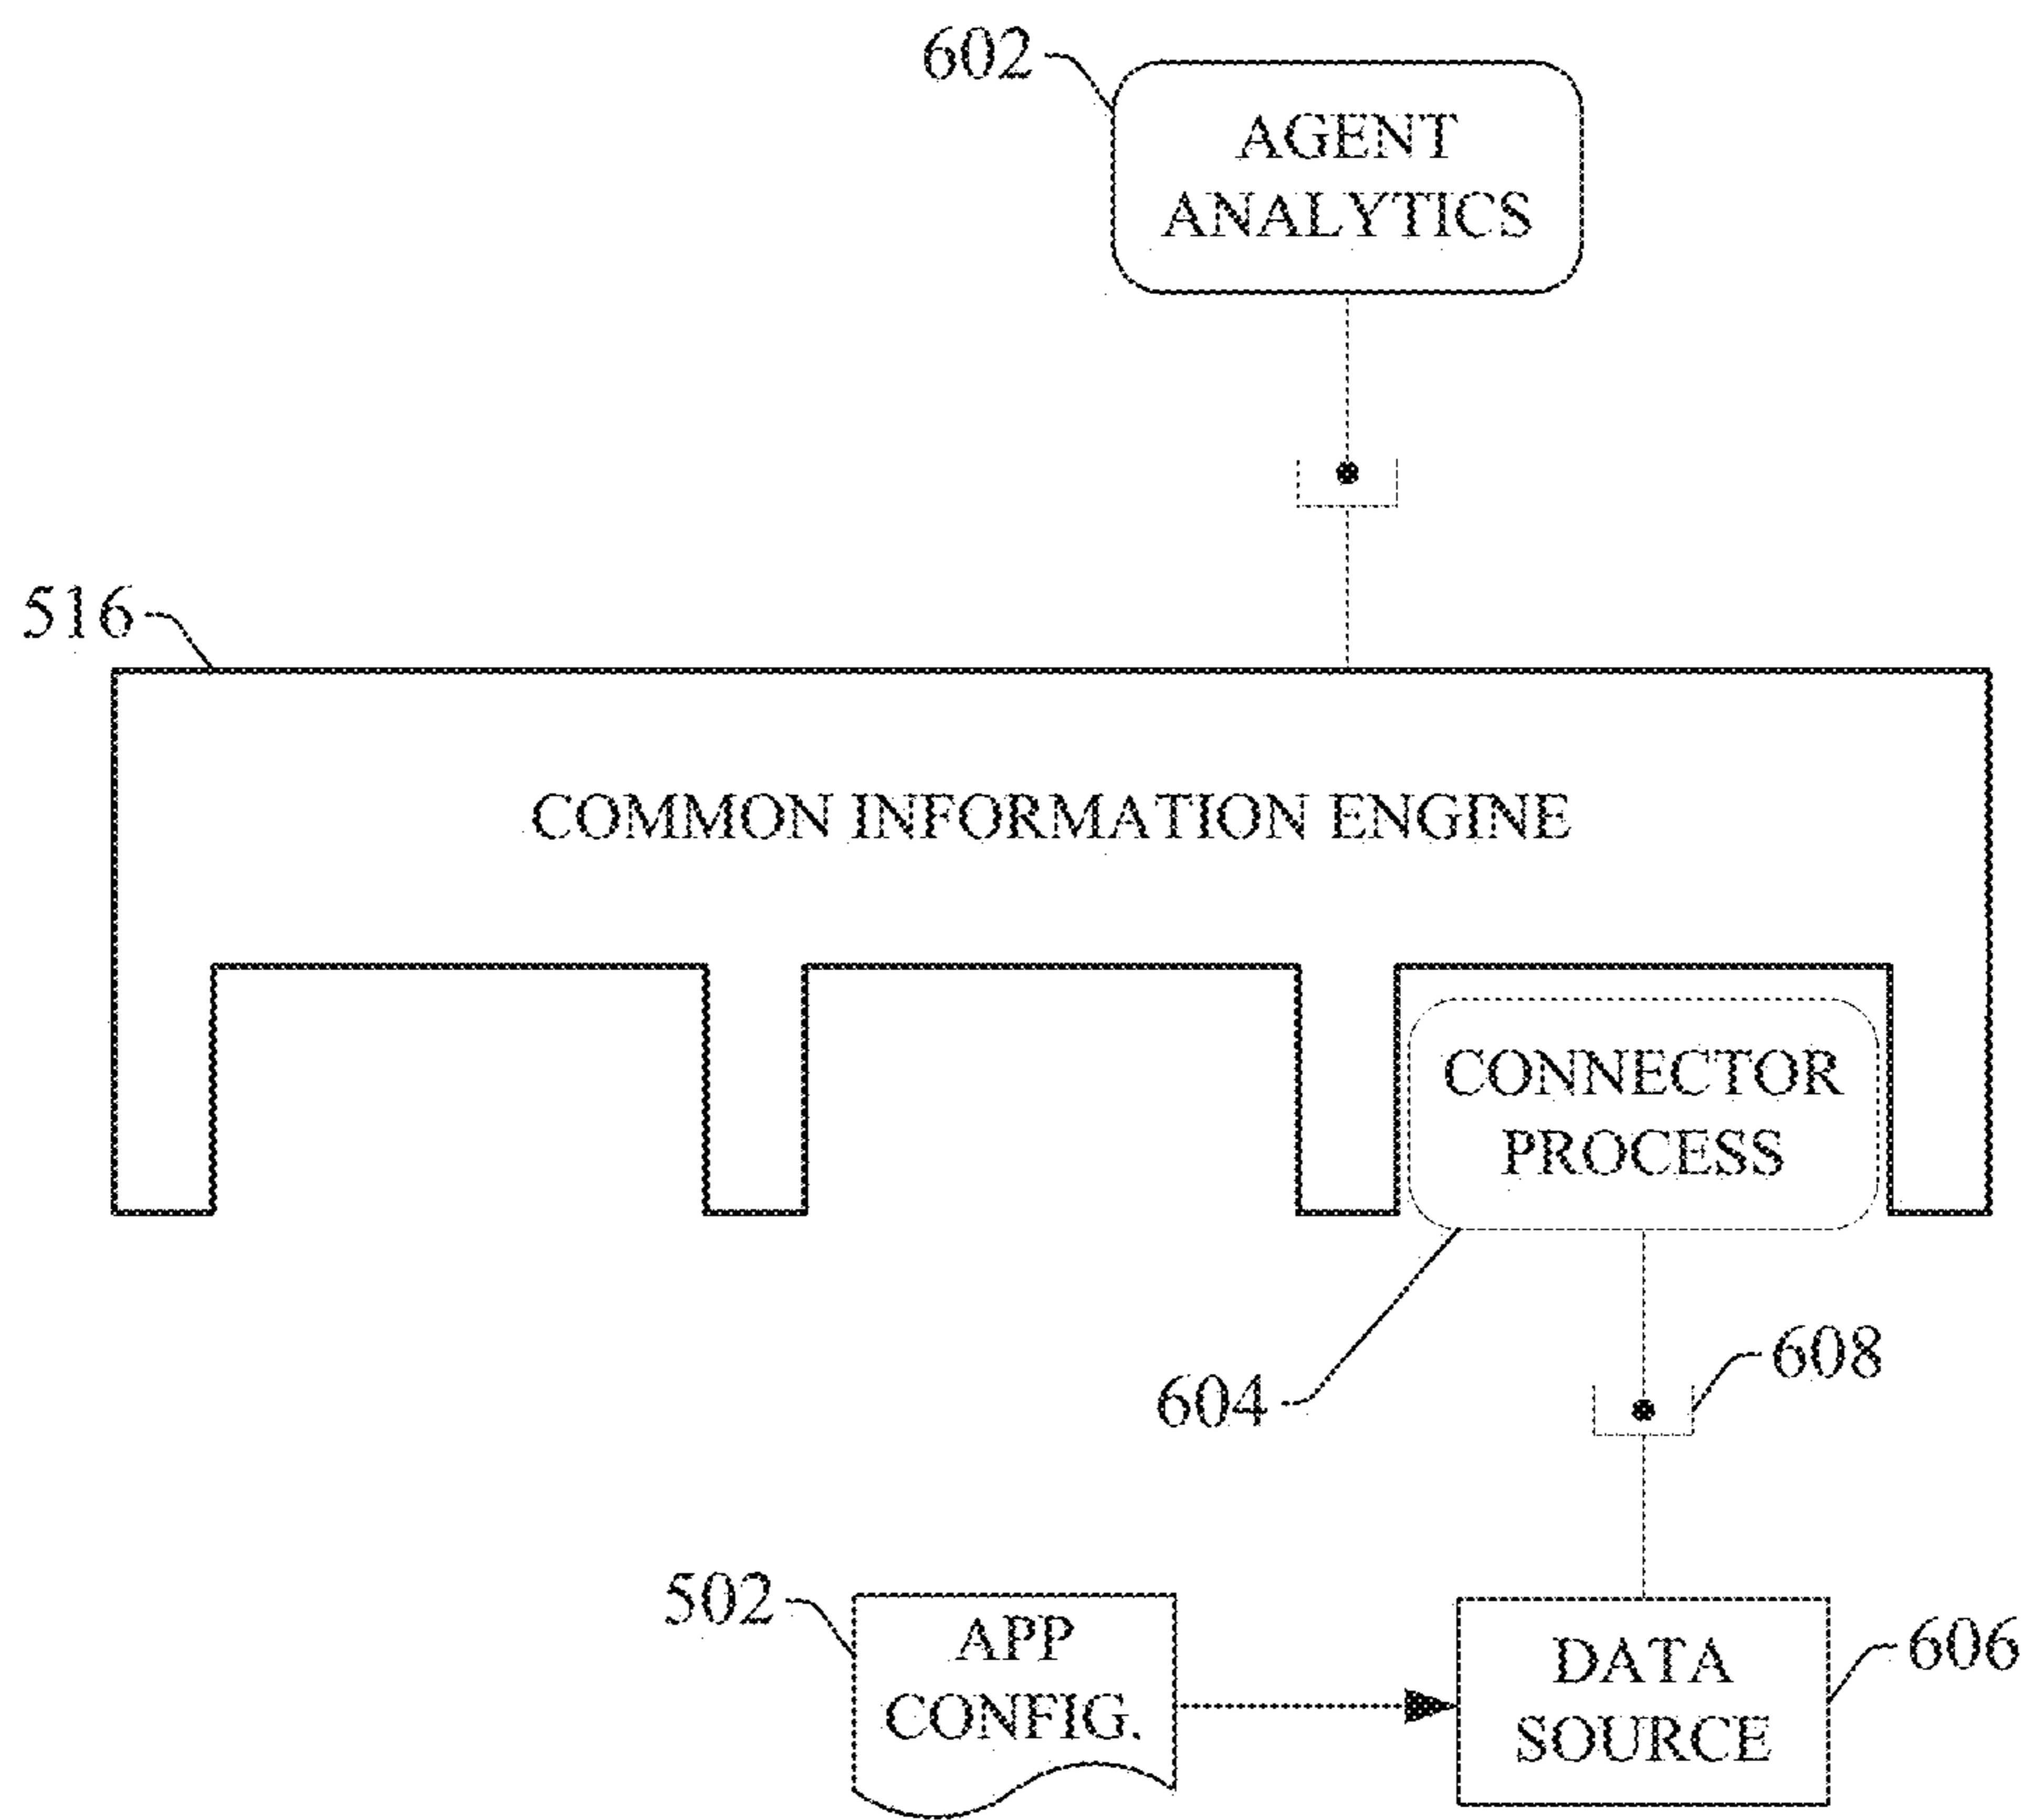 602
AGENT
ANALYTICS
516
COMMON INFORMATION ENGINE
CONNECTOR
PROCESS
604
608
502
APP
CONFIG.
DATA
SOURCE
606